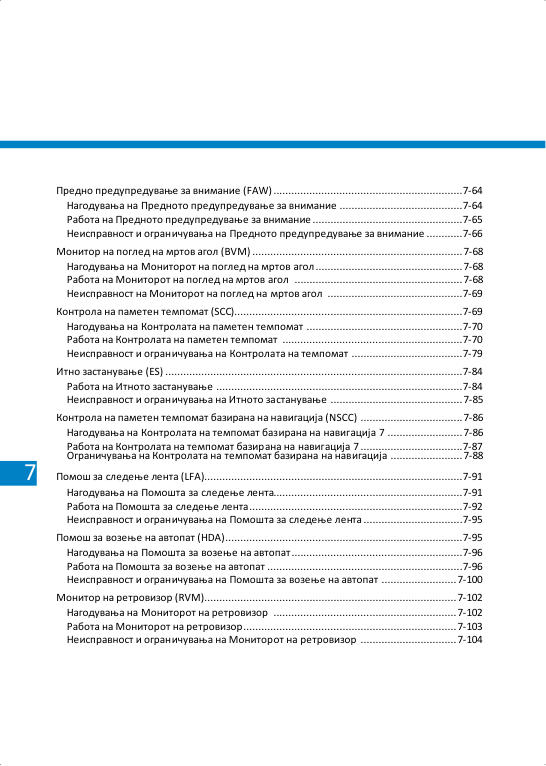 Предно предупредување за внимание (FAW) ................................................................7-64
Нагодувања на Предното предупредување за внимание ..........................................7-64
Работа на Предното предупредување за внимание...................................................7-65
Неисправност и ограничувања на Предното предупредување за внимание ............7-66
Монитор на поглед на мртов агол (BVM) .......................................................................7-68
Нагодувања на Мониторот на поглед на мртов агол..................................................7-68
Работа на Мониторот на поглед на мртов агол ..........................................................7-68
Неисправност на Мониторот на поглед на мртов агол ..............................................7-69
Контрола на паметен темпомат (SCC).............................................................................7-69
Нагодувања на Контролата на паметен темпомат .....................................................7-70
Работа на Контролата на паметен темпомат .............................................................7-70
Неисправност и ограничувања на Контролата на темпомат ......................................7-79
Итно застанување (ES) ....................................................................................................7-84
Работа на Итното застанување ...................................................................................7-84
Неисправност и ограничувања на Итното застанување .............................................7-85
Контрола на паметен темпомат базирана на навигација (NSCC) ...................................7-86
Нагодувања на Контролата на темпомат базирана на навигација 7 ..........................7-86
Работа на Контролата на темпомат базирана на навигација 7...................................7-87
Ограничувања на Контролата на темпомат базирана на навигација .........................7-88
7
Помош за следење лента (LFA).......................................................................................7-91
Нагодувања на Помошта за следење лента................................................................7-91
Работа на Помошта за следење лента.........................................................................7-92
Неисправност и ограничувања на Помошта за следење лента..................................7-95
Помош за возење на автопат (HDA)................................................................................7-95
Нагодувања на Помошта за возење на автопат..........................................................7-96
Работа на Помошта за возење на автопат ..................................................................7-96
Неисправност и ограничувања на Помошта за возење на автопат ..........................7-100
Монитор на ретровизор (RVM).....................................................................................7-102
Нагодувања на Мониторот на ретровизор ..............................................................7-102
Работа на Мониторот на ретровизор........................................................................7-103
Неисправност и ограничувања на Мониторот на ретровизор .................................7-104